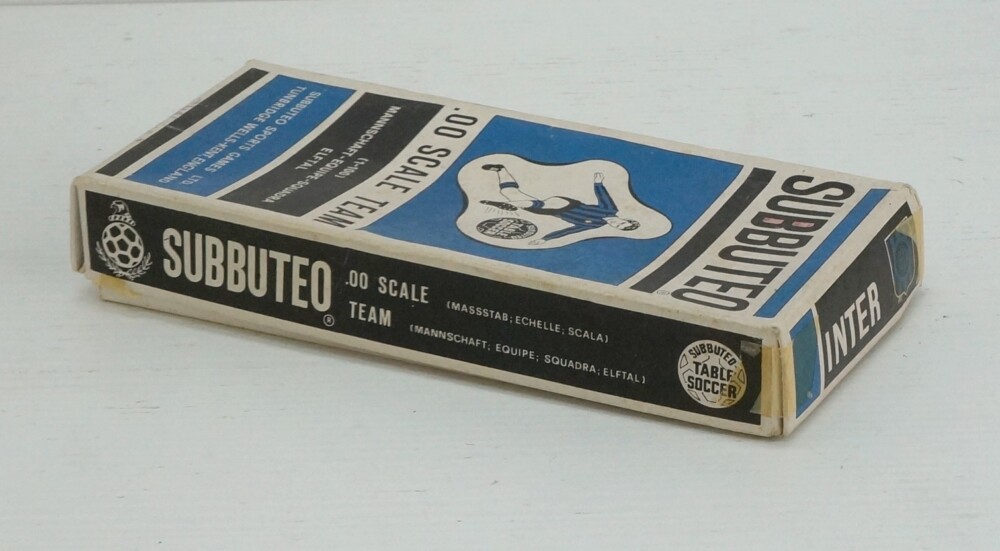 SUBBUTEO
.00 SCALE TEAM
MANNSCHAFT-EQUIPE-SQUADRA
ELFTAL (1-100)
SUBBUTEO SPORTS GAMES LTD.
TUNBRIDGE WELLS-KENT.ENGLAND
SUBBUTEO®
.00 SCALE (MASSSTAB; ECHELLE; SCALA)
TEAM (MANNSCHAFT; EQUIPE; SQUADRA; ELFTAL)
SUBBUTEO
TABLE
SOCCER
INTER